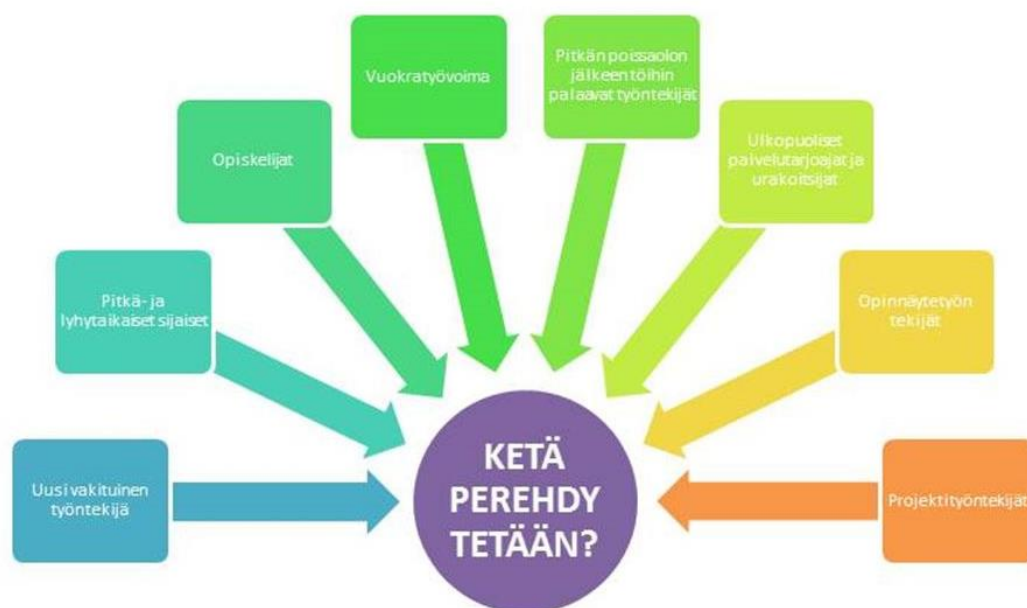 Uusi vakituinen
työntekijä
Pitkä- ja
lyhytaikaiset sijaiset
Opiskelijat
Vuokratyövoima
Pitkän poissaolon
jälkeen töihin
palaavat työntekijät
Ulkopuoliset
palvelutarjoajat ja
urakoitsijat
Opinnäytetyön
tekijät
Projektityöntekijät
KETÄ
PEREHDY
TETÄÄN?